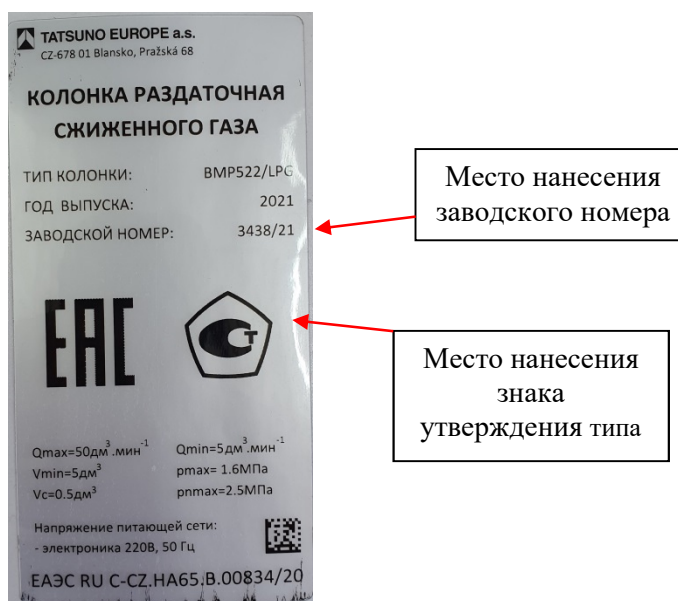 TATSUNO EUROPE a.s.
CZ-678 01 Blansko, Pražská 68
КОЛОНКА РАЗДАТОЧНАЯ
СЖИЖЕННОГО ГАЗА
ТИП КОЛОНКИ: BMP522/LPG
ГОД ВЫПУСКА: 2021
ЗАВОДСКОЙ НОМЕР: 3438/21
ЕАС
Ст
Qmax=50дм³.мин⁻¹ Qmin=5дм³.мин⁻¹
Vmin=5дм³ pmax= 1.6МПа
Vc=0.5дм³ pnmax=2.5МПа
Напряжение питающей сети:
- электроника 220В, 50 Гц
ЕАЭС RU C-CZ.HA65.B.00834/20
Место нанесения
заводского номера
Место нанесения
знака
утверждения типа